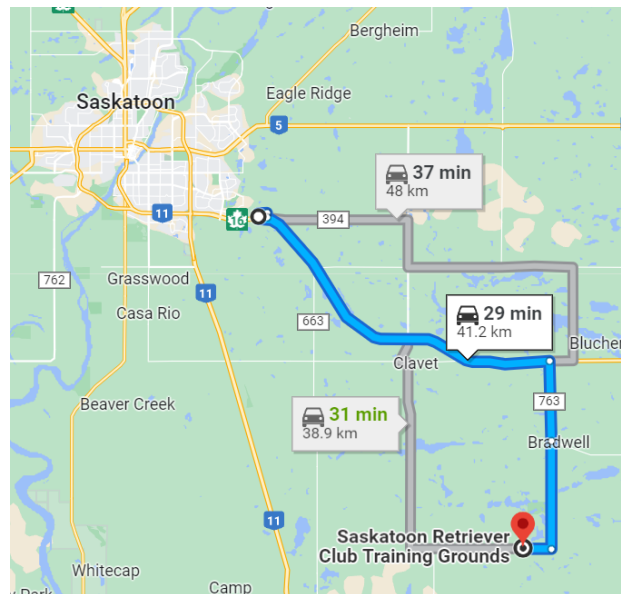 Bergheim
Saskatoon
Eagle Ridge
5
37 min
48 km
11
16
394
762
Grasswood
11
Casa Rio
663
29 min
41.2 km
Blucher
Clavet
31 min
38.9 km
763
Beaver Creek
Bradwell
11
Saskatoon Retriever
Club Training Grounds
Whitecap
Camp
Park